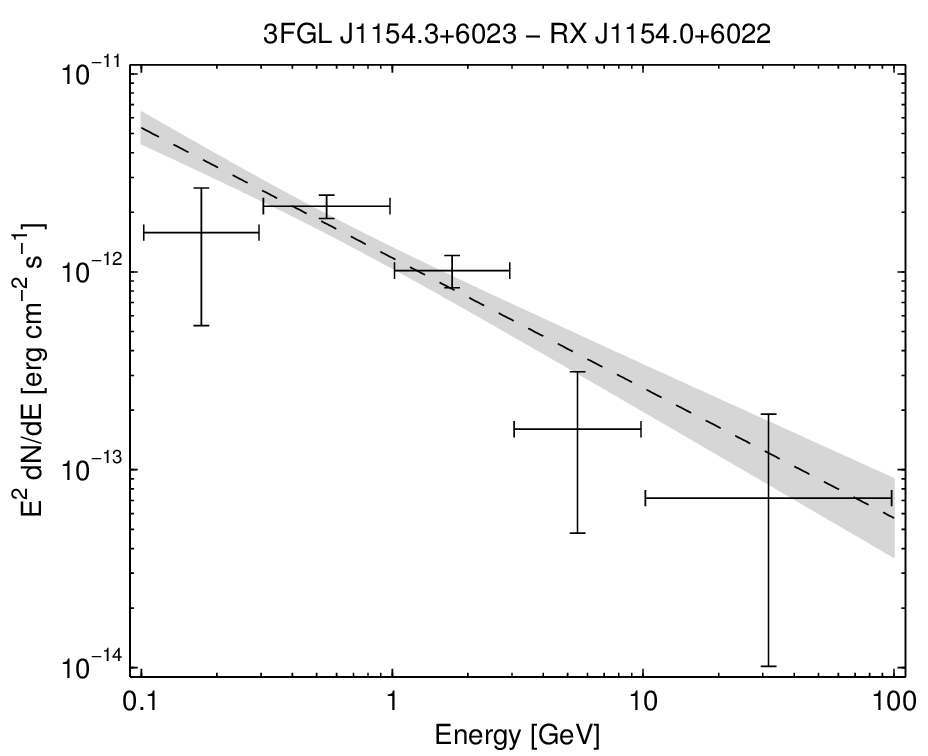 3FGL J1154.3+6023 − RX J1154.0+6022
10⁻¹¹
10⁻¹²
10⁻¹³
10⁻¹⁴
E² dN/dE [erg cm⁻² s⁻¹]
0.1 1 10 100
Energy [GeV]